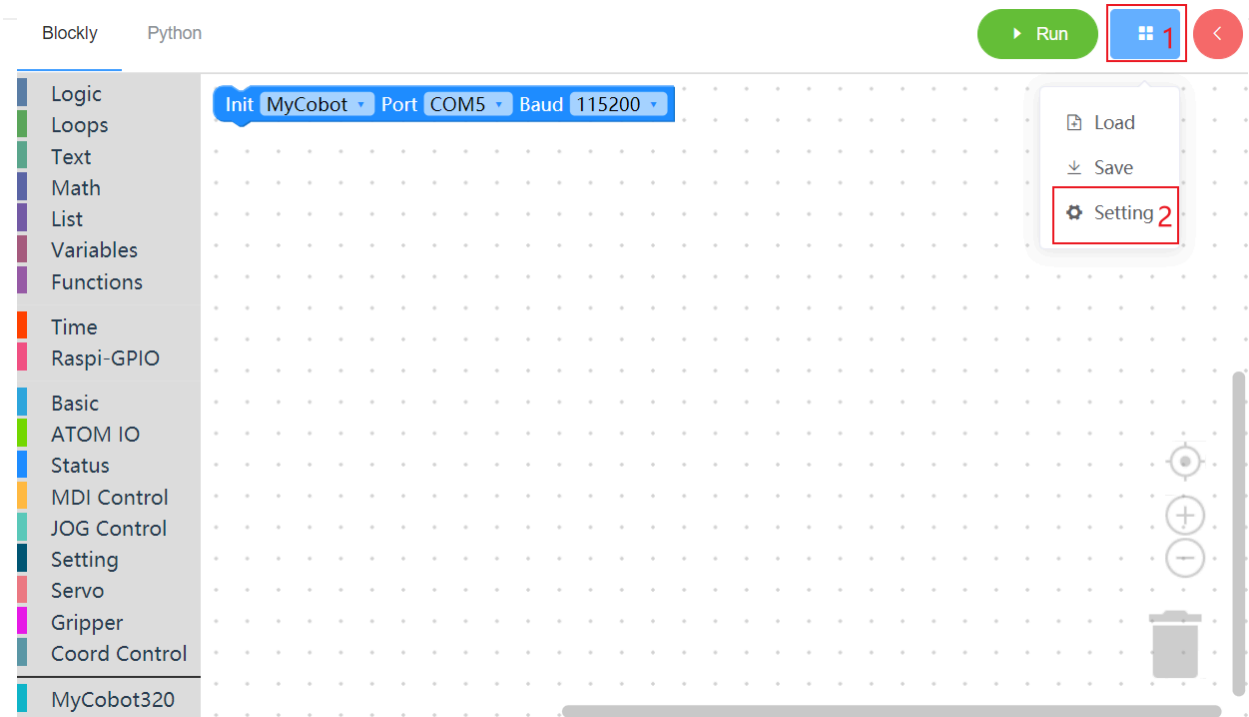 Blockly Python Run 1
Logic Init MyCobot Port COM5 Baud 115200
Loops Load
Text
Math Save
List Setting 2
Variables
Functions
Time
Raspi-GPIO
Basic
ATOM IO
Status
MDI Control
JOG Control
Setting
Servo
Gripper
Coord Control
MyCobot320